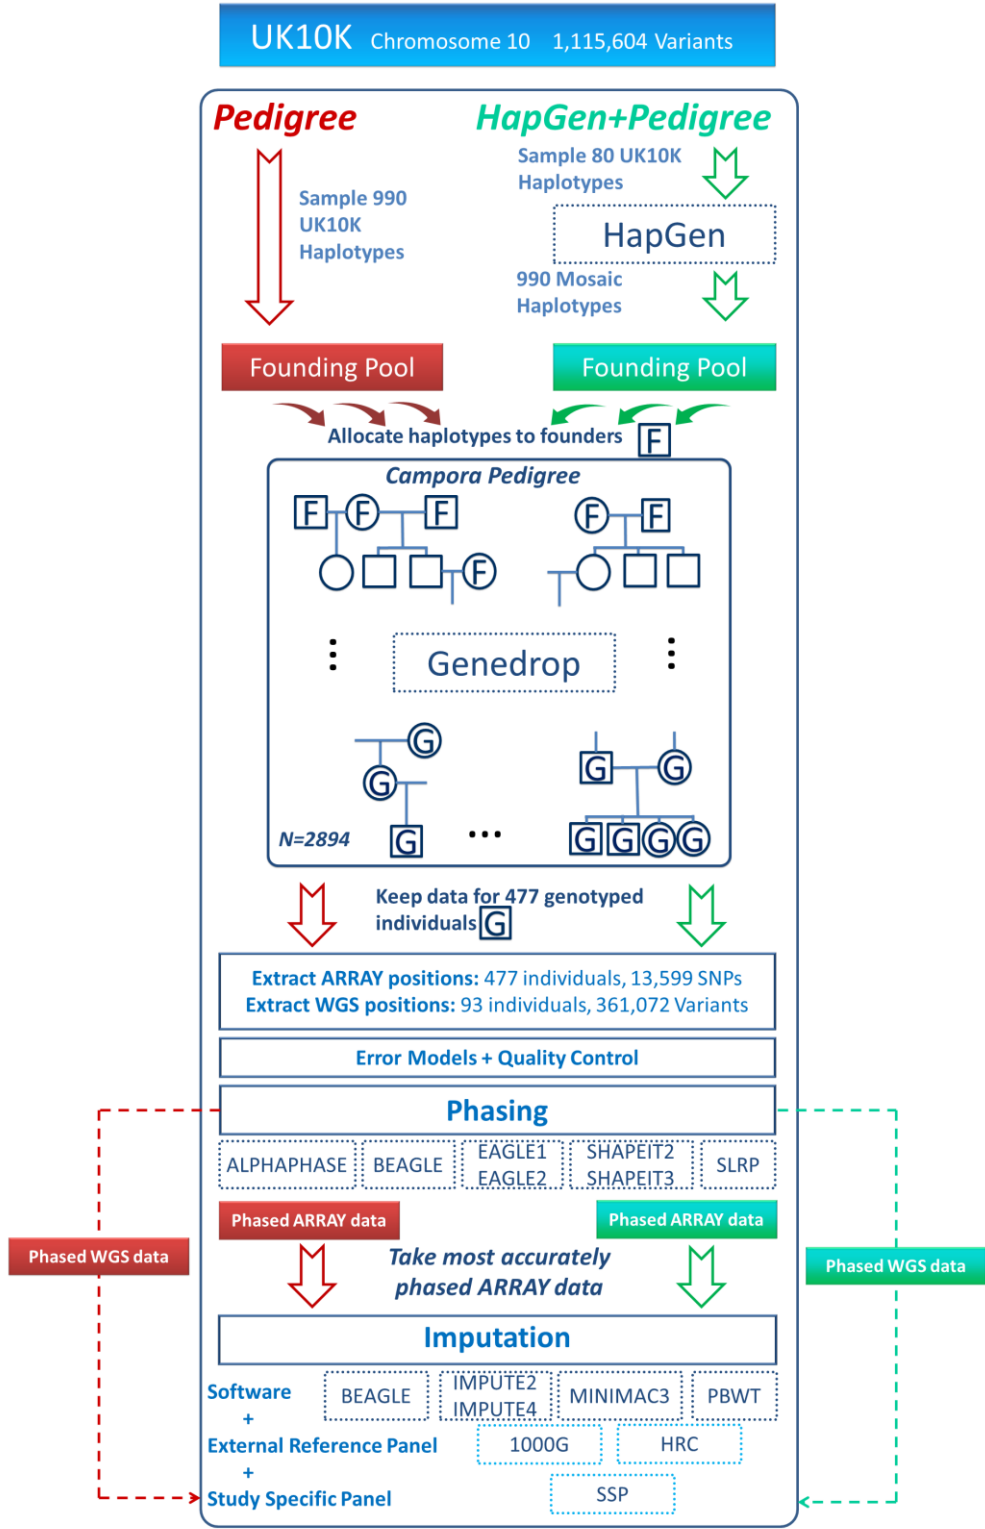 UK10K Chromosome 10 1,115,604 Variants
Pedigree
HapGen+Pedigree
Sample 990
UK10K
Haplotypes
Sample 80 UK10K
Haplotypes
HapGen
990 Mosaic
Haplotypes
Founding Pool
Founding Pool
Allocate haplotypes to founders F
Campora Pedigree
F F F F F
F
Genedrop
G
G G G
G G G G G
N=2894
...
Keep data for 477 genotyped
individuals G
Extract ARRAY positions: 477 individuals, 13,599 SNPs
Extract WGS positions: 93 individuals, 361,072 Variants
Error Models + Quality Control
Phasing
ALPHAPHASE
BEAGLE
EAGLE1
EAGLE2
SHAPEIT2
SHAPEIT3
SLRP
Phased ARRAY data
Phased ARRAY data
Phased WGS data
Take most accurately
phased ARRAY data
Phased WGS data
Imputation
Software
BEAGLE
IMPUTE2
IMPUTE4
MINIMAC3
PBWT
+
External Reference Panel
1000G
HRC
+
Study Specific Panel
SSP